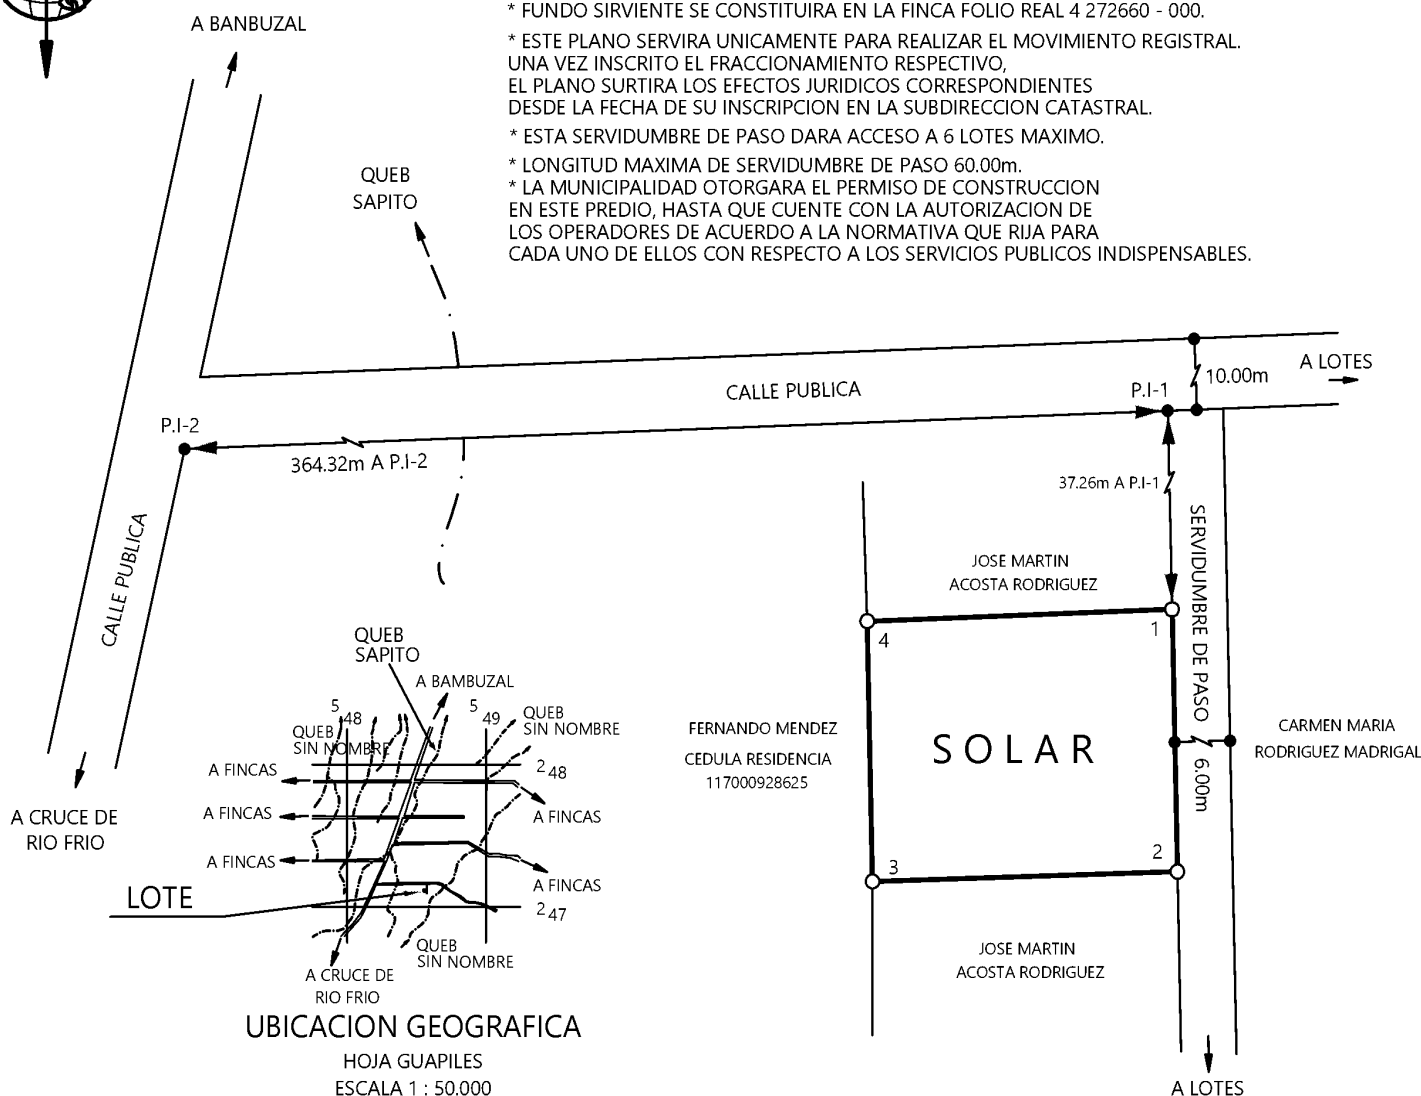 * FUNDO SIRVIENTE SE CONSTITUIRA EN LA FINCA FOLIO REAL 4 272660 - 000.
* ESTE PLANO SERVIRA UNICAMENTE PARA REALIZAR EL MOVIMIENTO REGISTRAL.
UNA VEZ INSCRITO EL FRACCIONAMIENTO RESPECTIVO,
EL PLANO SURTIRA LOS EFECTOS JURIDICOS CORRESPONDIENTES
DESDE LA FECHA DE SU INSCRIPCION EN LA SUBDIRECCION CATASTRAL.
* ESTA SERVIDUMBRE DE PASO DARA ACCESO A 6 LOTES MAXIMO.
* LONGITUD MAXIMA DE SERVIDUMBRE DE PASO 60.00m.
* LA MUNICIPALIDAD OTORGARA EL PERMISO DE CONSTRUCCION
EN ESTE PREDIO, HASTA QUE CUENTE CON LA AUTORIZACION DE
LOS OPERADORES DE ACUERDO A LA NORMATIVA QUE RIJA PARA
CADA UNO DE ELLOS CON RESPECTO A LOS SERVICIOS PUBLICOS INDISPENSABLES.
A BANBUZAL
QUEB
SAPITO
CALLE PUBLICA
10.00m
A LOTES
P.I-1
P.I-2
364.32m A P.I-2
37.26m A P.I-1
CALLE PUBLICA
SERVIDUMBRE DE PASO
JOSE MARTIN
ACOSTA RODRIGUEZ
4
1
FERNANDO MENDEZ
CEDULA RESIDENCIA
117000928625
SOLAR
6.00m
CARMEN MARIA
RODRIGUEZ MADRIGAL
3
2
JOSE MARTIN
ACOSTA RODRIGUEZ
A LOTES
A CRUCE DE
RIO FRIO
QUEB
SAPITO
A BAMBUZAL
5 48
5 49
QUEB
SIN NOMBRE
QUEB
SIN NOMBRE
2 48
A FINCAS
A FINCAS
A FINCAS
A FINCAS
A FINCAS
LOTE
2 47
QUEB
SIN NOMBRE
A CRUCE DE
RIO FRIO
UBICACION GEOGRAFICA
HOJA GUAPILES
ESCALA 1 : 50.000